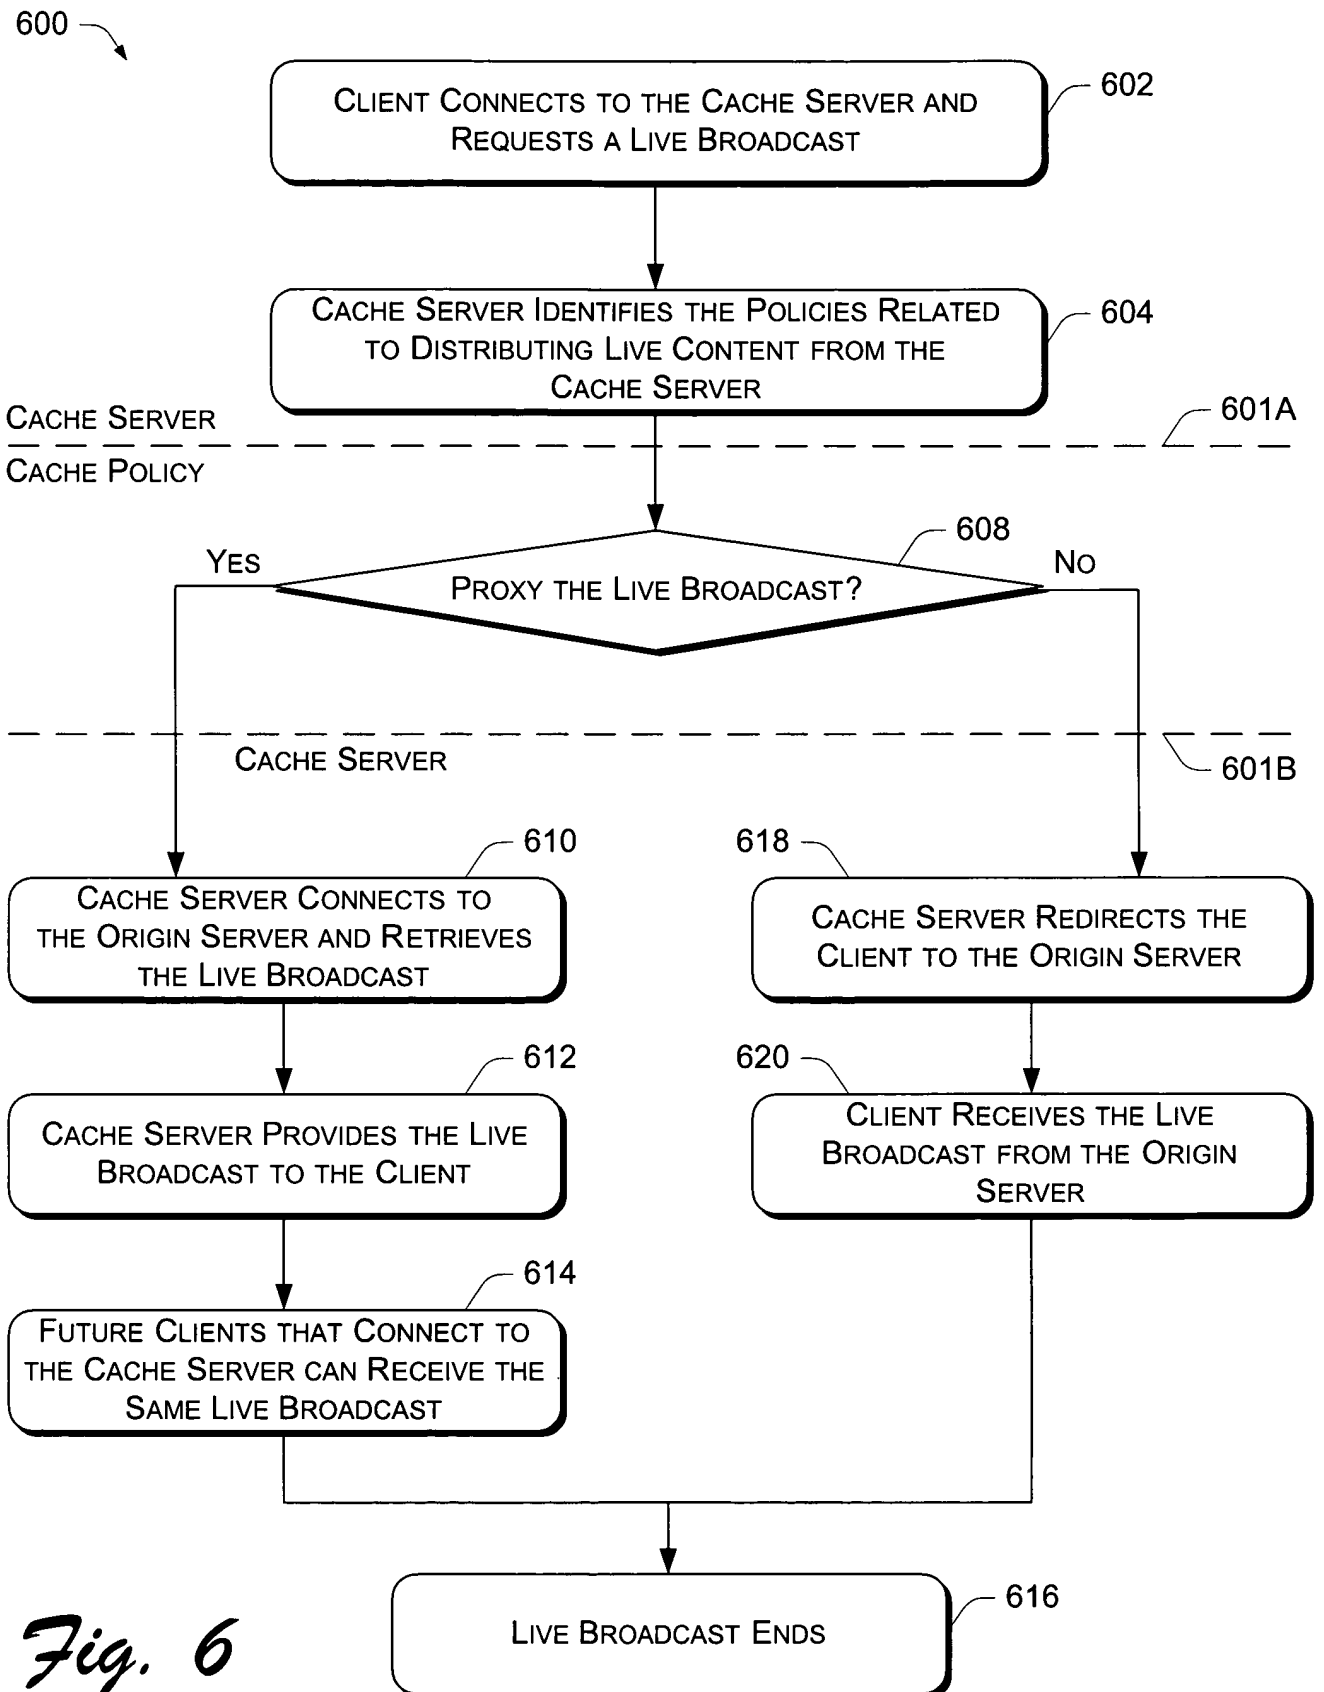 600
CLIENT CONNECTS TO THE CACHE SERVER AND
REQUESTS A LIVE BROADCAST
602
CACHE SERVER IDENTIFIES THE POLICIES RELATED
TO DISTRIBUTING LIVE CONTENT FROM THE
CACHE SERVER
604
CACHE SERVER
601A
CACHE POLICY
608
YES
NO
PROXY THE LIVE BROADCAST?
CACHE SERVER
601B
610
CACHE SERVER CONNECTS TO
THE ORIGIN SERVER AND RETRIEVES
THE LIVE BROADCAST
618
CACHE SERVER REDIRECTS THE
CLIENT TO THE ORIGIN SERVER
612
CACHE SERVER PROVIDES THE LIVE
BROADCAST TO THE CLIENT
620
CLIENT RECEIVES THE LIVE
BROADCAST FROM THE ORIGIN
SERVER
614
FUTURE CLIENTS THAT CONNECT TO
THE CACHE SERVER CAN RECEIVE THE
SAME LIVE BROADCAST
616
LIVE BROADCAST ENDS
Fig. 6